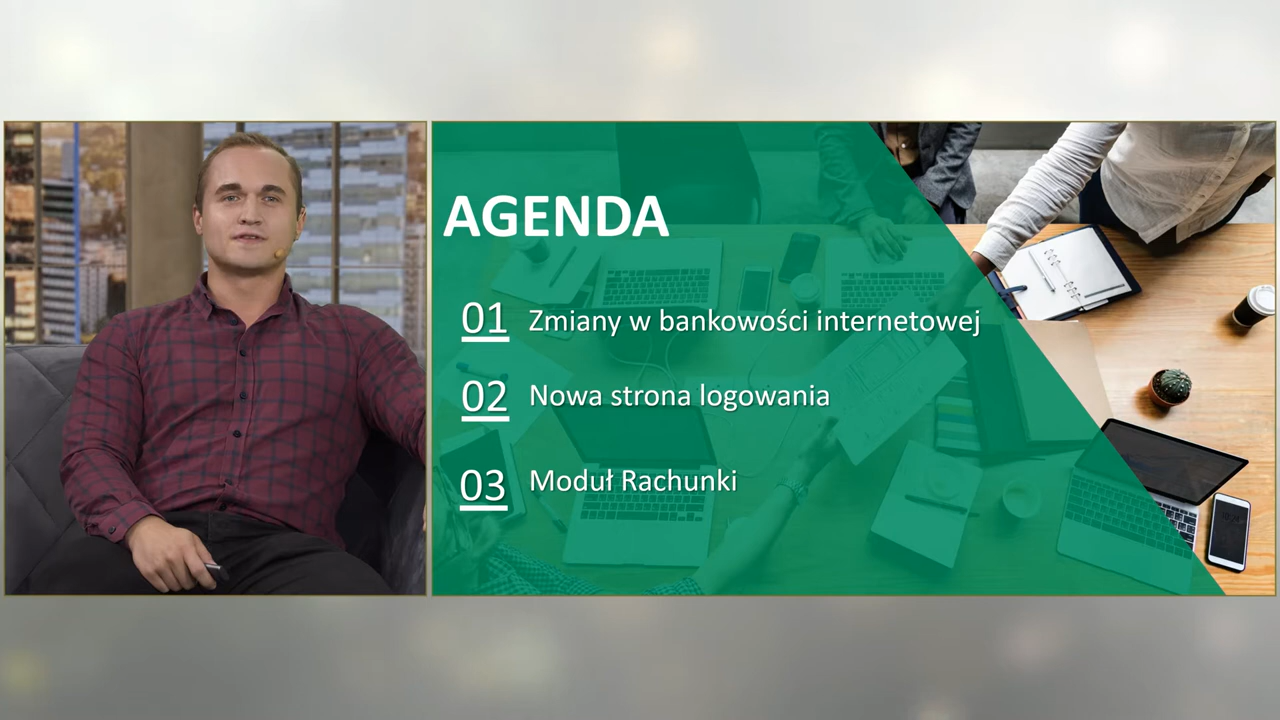 AGENDA
01 Zmiany w bankowości internetowej
02 Nowa strona logowania
03 Moduł Rachunki